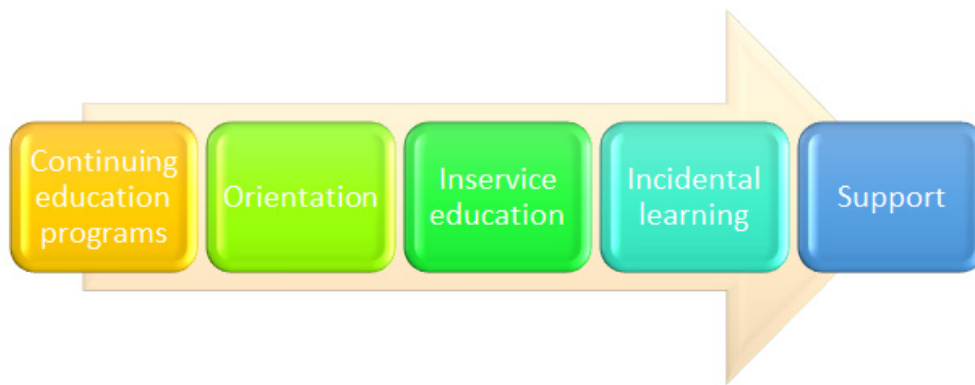 Continuing
education
programs
Orientation
Inservice
education
Incidental
learning
Support